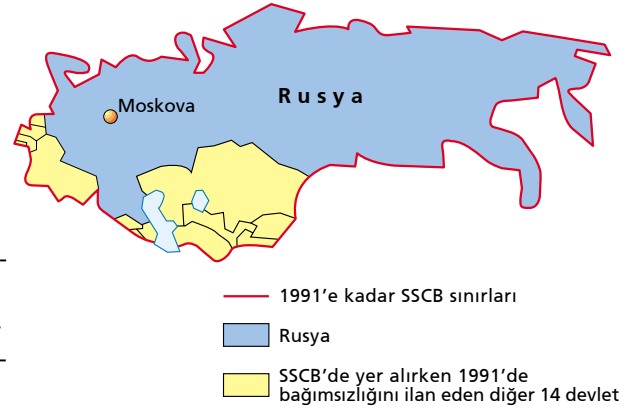 Moskova
Rusya
1991’e kadar SSCB sınırları
Rusya
SSCB’de yer alırken 1991’de
bağımsızlığını ilan eden diğer 14 devlet